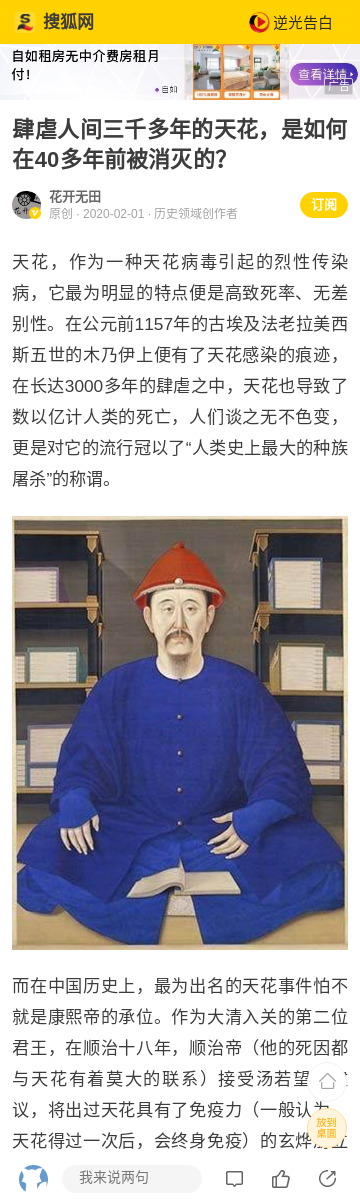 搜狐网
逆光告白
自如租房无中介费房租月
付!
自如
查看详情
广告
肆虐人间三千多年的天花，是如何
在40多年前被消灭的？
花开无田
原创 · 2020-02-01 · 历史领域创作者
订阅
天花，作为一种天花病毒引起的烈性传染
病，它最为明显的特点便是高致死率、无差
别性。在公元前1157年的古埃及法老拉美西
斯五世的木乃伊上便有了天花感染的痕迹，
在长达3000多年的肆虐之中，天花也导致了
数以亿计人类的死亡，人们谈之无不色变，
更是对它的流行冠以了“人类史上最大的种族
屠杀”的称谓。
而在中国历史上，最为出名的天花事件怕不
就是康熙帝的承位。作为大清入关的第二位
君王，在顺治十八年，顺治帝（他的死因都
与天花有着莫大的联系）接受汤若望
议，将出过天花具有了免疫力（一般认为
天花得过一次后，会终身免疫）的玄烨
放到
桌面
我来说两句